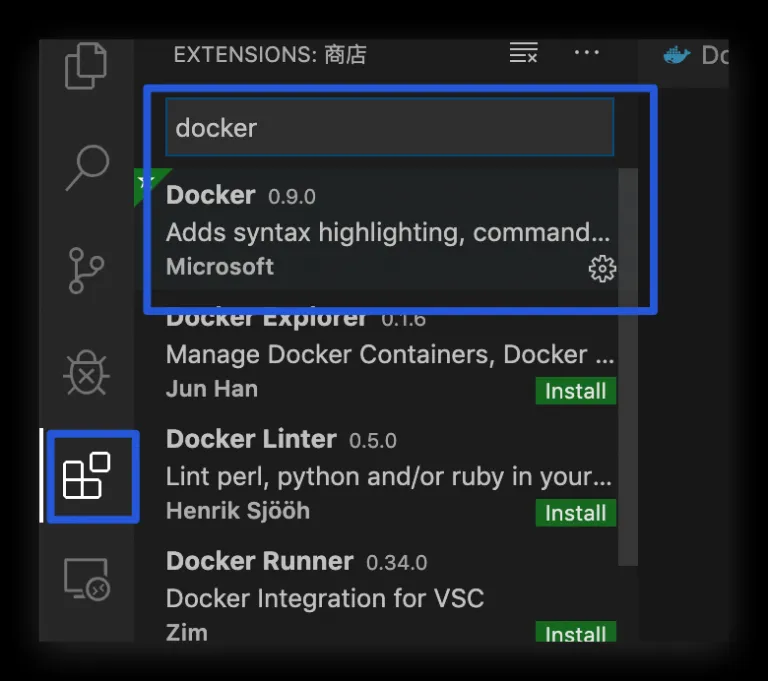 EXTENSIONS: 商店
Do
docker
Docker 0.9.0
Adds syntax highlighting, command...
Microsoft
Docker Explorer 0.1.6
Manage Docker Containers, Docker ...
Jun Han
Install
Docker Linter 0.5.0
Lint perl, python and/or ruby in your...
Henrik Sjööh
Install
Docker Runner 0.34.0
Docker Integration for VSC
Zim
Install